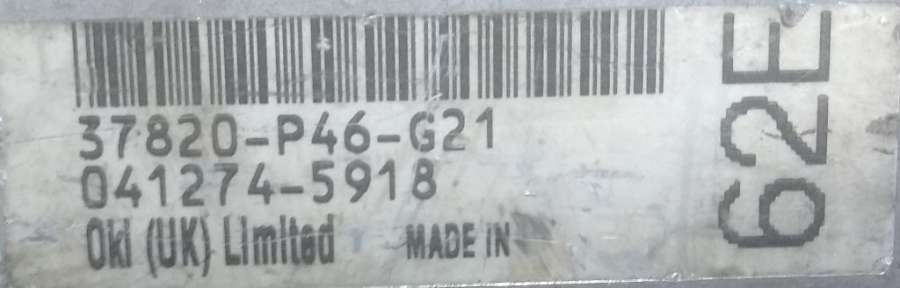 37820-P46-G21
041274-5918
Oki (UK) Limited MADE IN
62E